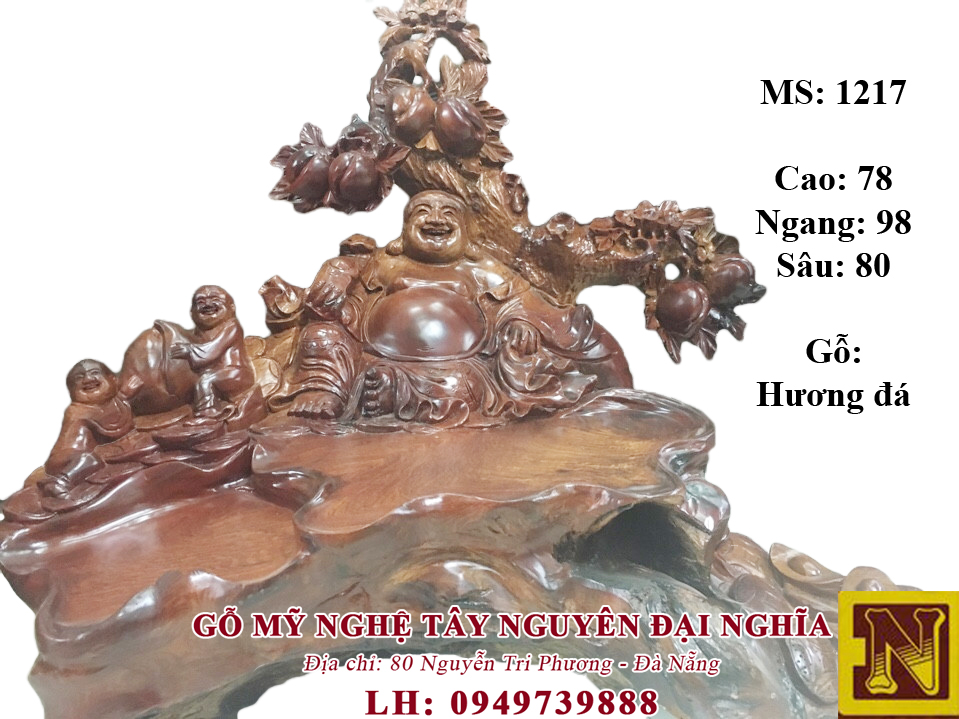 MS: 1217
Cao: 78
Ngang: 98
Sâu: 80
Gỗ:
Hương đá
GỖ MỸ NGHỆ TÂY NGUYÊN ĐẠI NGHĨA
Địa chỉ: 80 Nguyễn Tri Phương - Đà Nẵng
LH: 0949739888
N